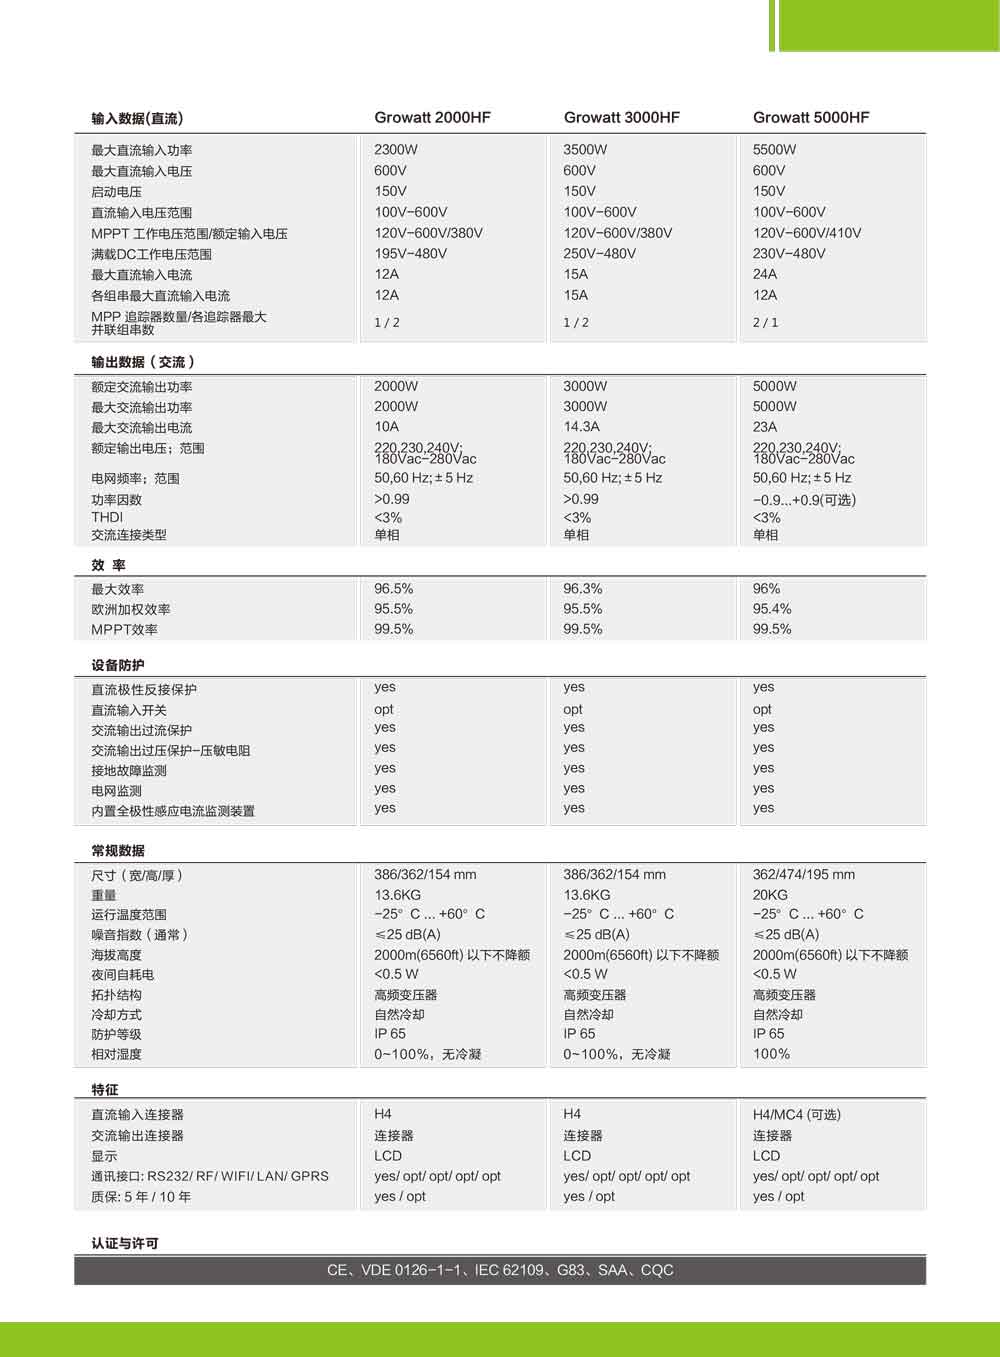 输入数据(直流) Growatt 2000HF Growatt 3000HF Growatt 5000HF
最大直流输入功率 2300W 3500W 5500W
最大直流输入电压 600V 600V 600V
启动电压 150V 150V 150V
直流输入电压范围 100V-600V 100V-600V 100V-600V
MPPT 工作电压范围/额定输入电压 120V-600V/380V 120V-600V/380V 120V-600V/410V
满载DC工作电压范围 195V-480V 250V-480V 230V-480V
最大直流输入电流 12A 15A 24A
各组串最大直流输入电流 12A 15A 12A
MPP 追踪器数量/各追踪器最大
并联组串数 1 / 2 1 / 2 2 / 1
输出数据（交流）
额定交流输出功率 2000W 3000W 5000W
最大交流输出功率 2000W 3000W 5000W
最大交流输出电流 10A 14.3A 23A
额定输出电压；范围 220,230,240V; 220,230,240V; 220,230,240V;
180Vac-280Vac 180Vac-280Vac 180Vac-280Vac
电网频率；范围 50,60 Hz;±5 Hz 50,60 Hz;±5 Hz 50,60 Hz;±5 Hz
功率因数 >0.99 >0.99 -0.9...+0.9(可选)
THDI <3% <3% <3%
交流连接类型 单相 单相 单相
效 率
最大效率 96.5% 96.3% 96%
欧洲加权效率 95.5% 95.5% 95.4%
MPPT效率 99.5% 99.5% 99.5%
设备防护
直流极性反接保护 yes yes yes
直流输入开关 opt opt opt
交流输出过流保护 yes yes yes
交流输出过压保护-压敏电阻 yes yes yes
接地故障监测 yes yes yes
电网监测 yes yes yes
内置全极性感应电流监测装置 yes yes yes
常规数据
尺寸（宽/高/厚） 386/362/154 mm 386/362/154 mm 362/474/195 mm
重量 13.6KG 13.6KG 20KG
运行温度范围 -25° C ... +60° C -25° C ... +60° C -25° C ... +60° C
噪音指数（通常） ≤25 dB(A) ≤25 dB(A) ≤25 dB(A)
海拔高度 2000m(6560ft) 以下不降额 2000m(6560ft) 以下不降额 2000m(6560ft) 以下不降额
夜间自耗电 <0.5 W <0.5 W <0.5 W
拓扑结构 高频变压器 高频变压器 高频变压器
冷却方式 自然冷却 自然冷却 自然冷却
防护等级 IP 65 IP 65 IP 65
相对湿度 0~100%，无冷凝 0~100%，无冷凝 100%
特征
直流输入连接器 H4 H4 H4/MC4 (可选)
交流输出连接器 连接器 连接器 连接器
显示 LCD LCD LCD
通讯接口: RS232/ RF/ WIFI/ LAN/ GPRS yes/ opt/ opt/ opt/ opt yes/ opt/ opt/ opt/ opt yes/ opt/ opt/ opt/ opt
质保: 5 年 / 10 年 yes / opt yes / opt yes / opt
认证与许可
CE、VDE 0126-1-1、IEC 62109、G83、SAA、CQC